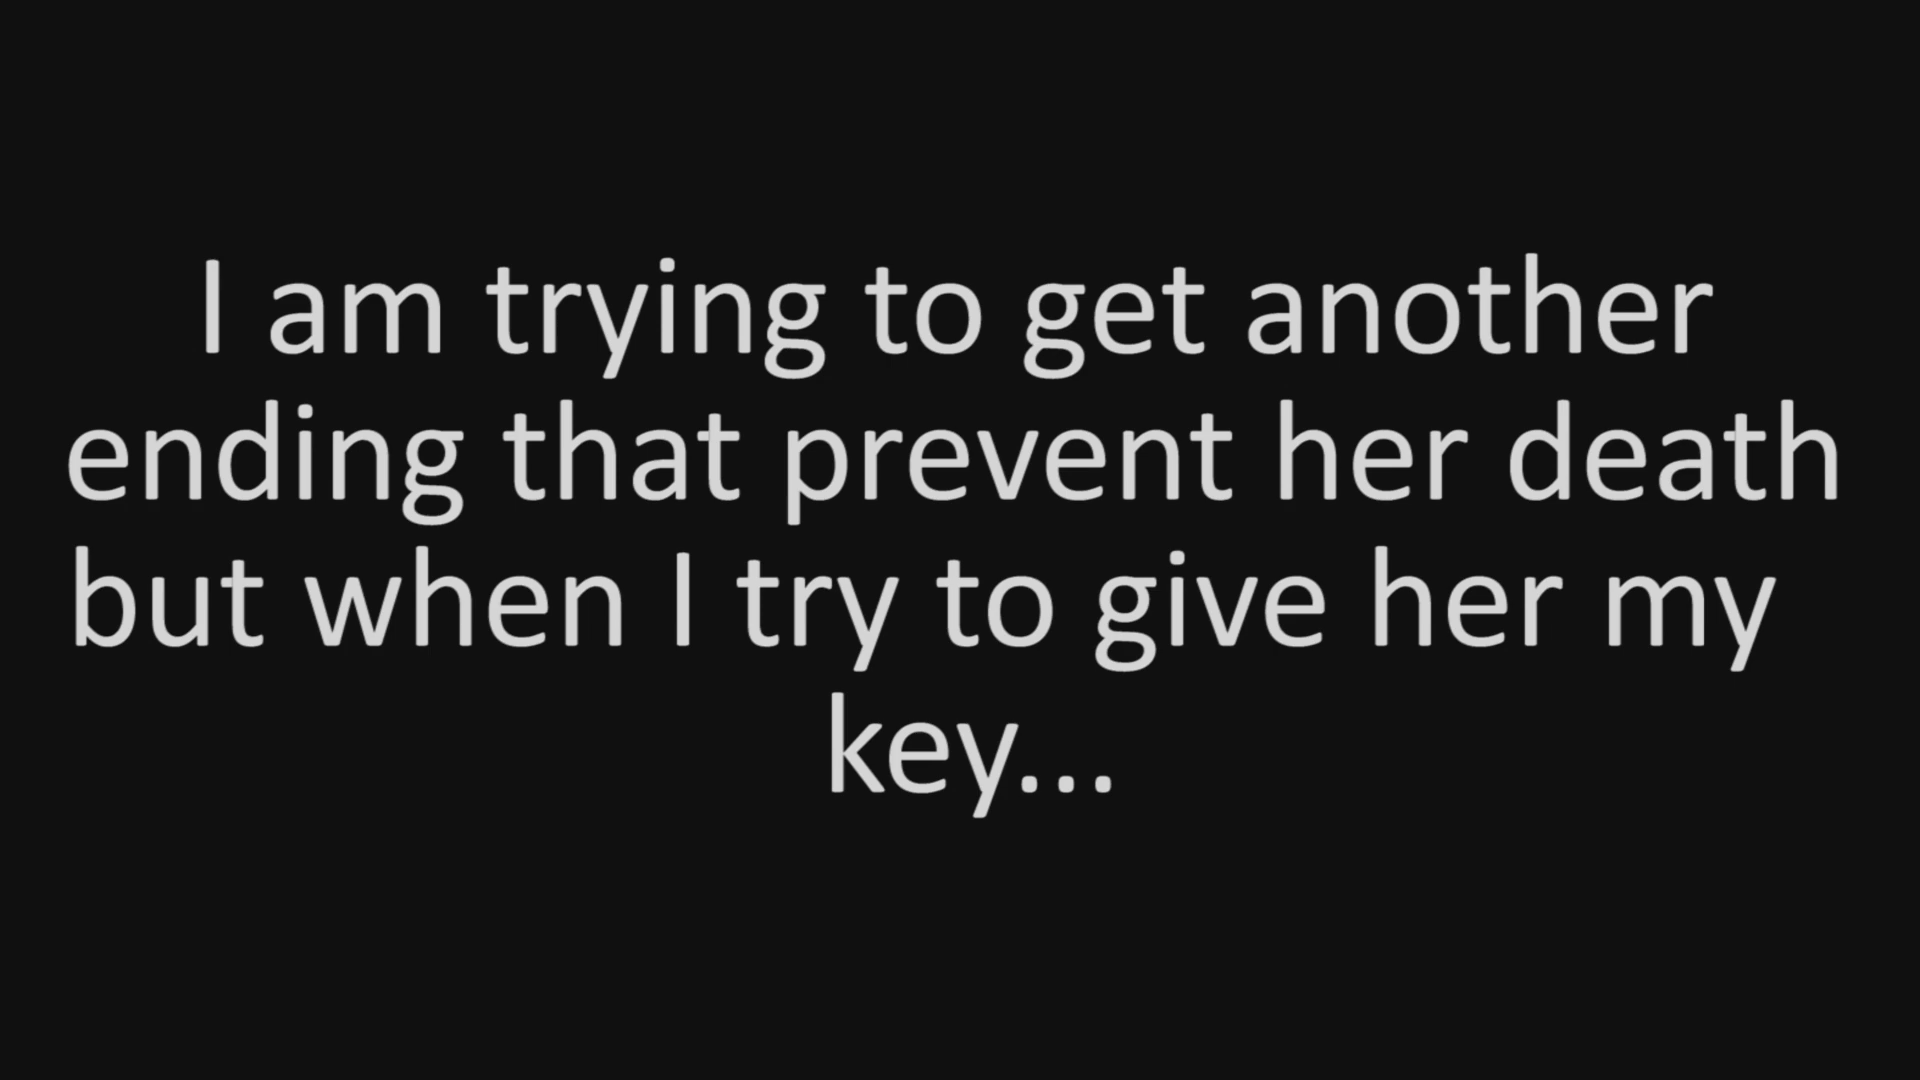 I am trying to get another
ending that prevent her death
but when I try to give her my
key...